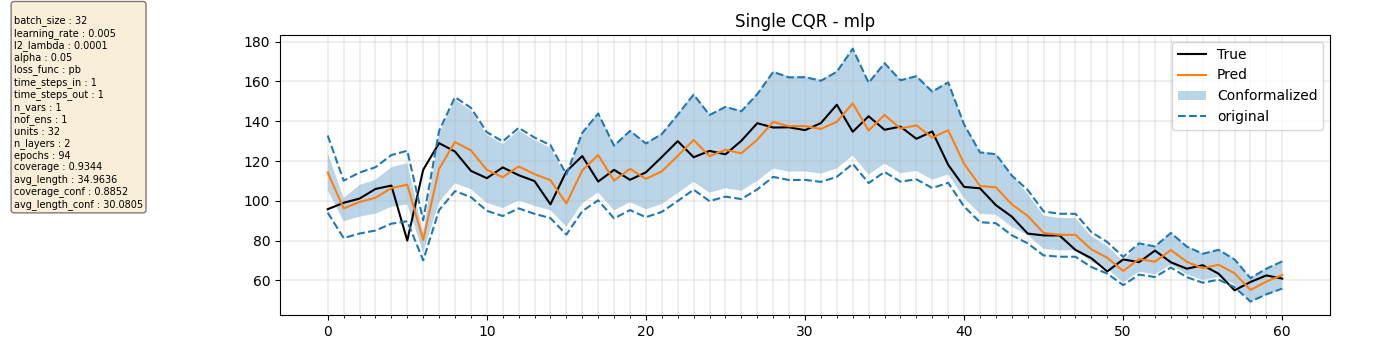 batch_size : 32
learning_rate : 0.005
l2_lambda : 0.0001
alpha : 0.05
loss_func : pb
time_steps_in : 1
time_steps_out : 1
n_vars : 1
nof_ens : 1
units : 32
n_layers : 2
epochs : 94
coverage : 0.9344
avg_length : 34.9636
coverage_conf : 0.8852
avg_length_conf : 30.0805
Single CQR - mlp
180
160
140
120
100
80
60
True
Pred
Conformalized
original
0 10 20 30 40 50 60